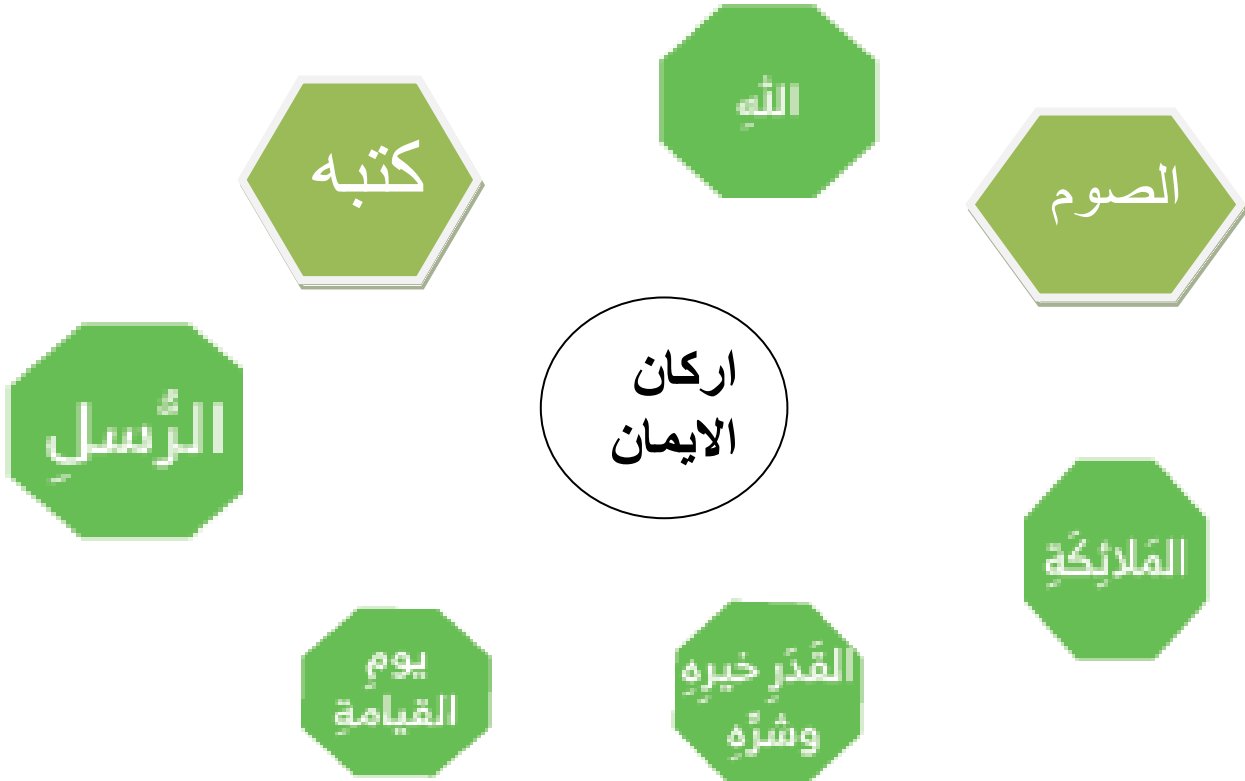 اللهِ
كتبه
الصوم
اركان
الايمان
الرُّسلِ
المَلائِكَةِ
يومِ
القيامةِ
القَدَرِ خيرِهِ
وشرِّهِ